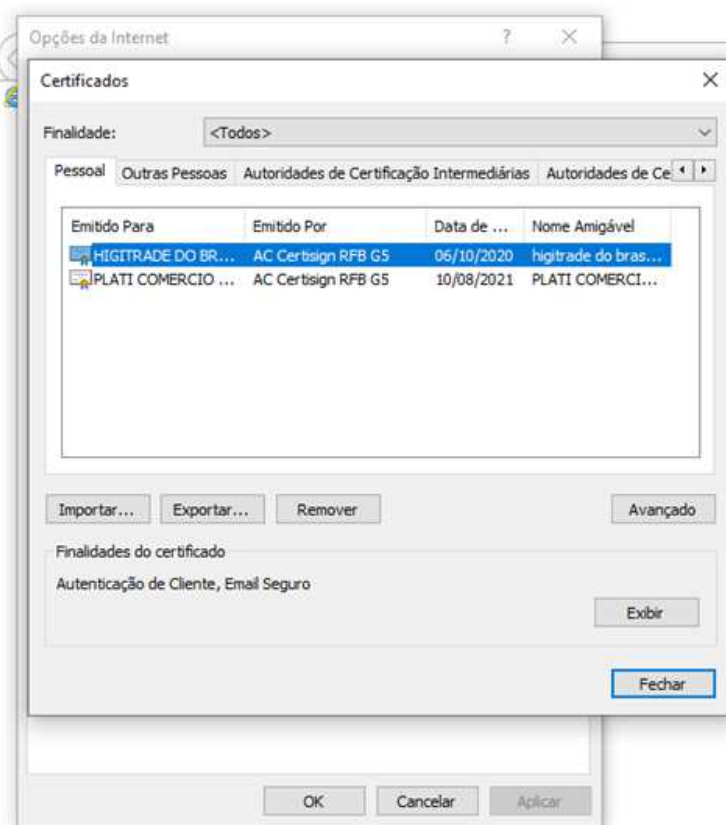 Opções da Internet ? ×
Certificados ×
Finalidade: <Todos>
Pessoal Outras Pessoas Autoridades de Certificação Intermediárias Autoridades de Ce
Emitido Para Emitido Por Data de ... Nome Amigável
HIGITRADE DO BR... AC Certisign RFB G5 06/10/2020 higitrade do bras...
PLATI COMERCIO ... AC Certisign RFB G5 10/08/2021 PLATI COMERCI...
Importar... Exportar... Remover Avançado
Finalidades do certificado
Autenticação de Cliente, Email Seguro
Exibir
Fechar
OK Cancelar Aplicar